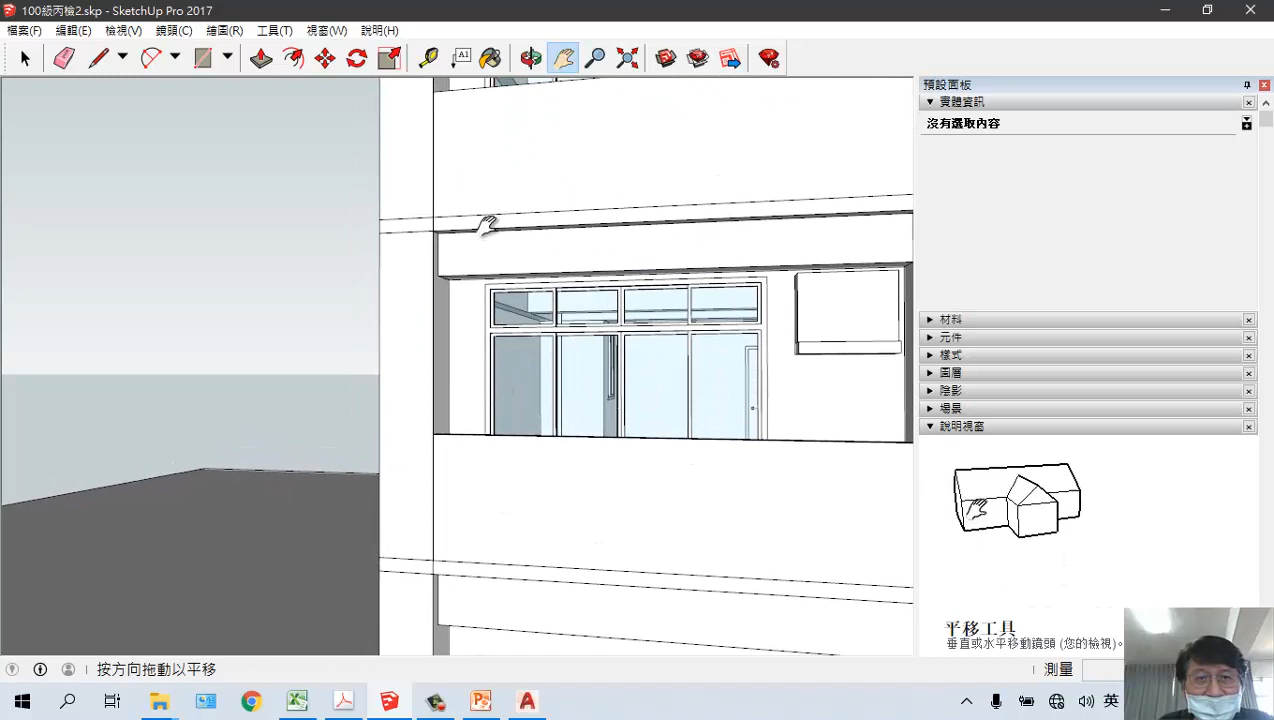 100級丙檢2.skp - SketchUp Pro 2017
檔案(F) 編輯(E) 檢視(V) 鏡頭(C) 繪圖(R) 工具(T) 視窗(W) 說明(H)
A1
預設面板
實體資訊
沒有選取內容
材料
元件
樣式
圖層
陰影
場景
說明視窗
平移工具
垂直或水平移動鏡頭 (您的檢視)。
按方向拖動以平移
測量
英